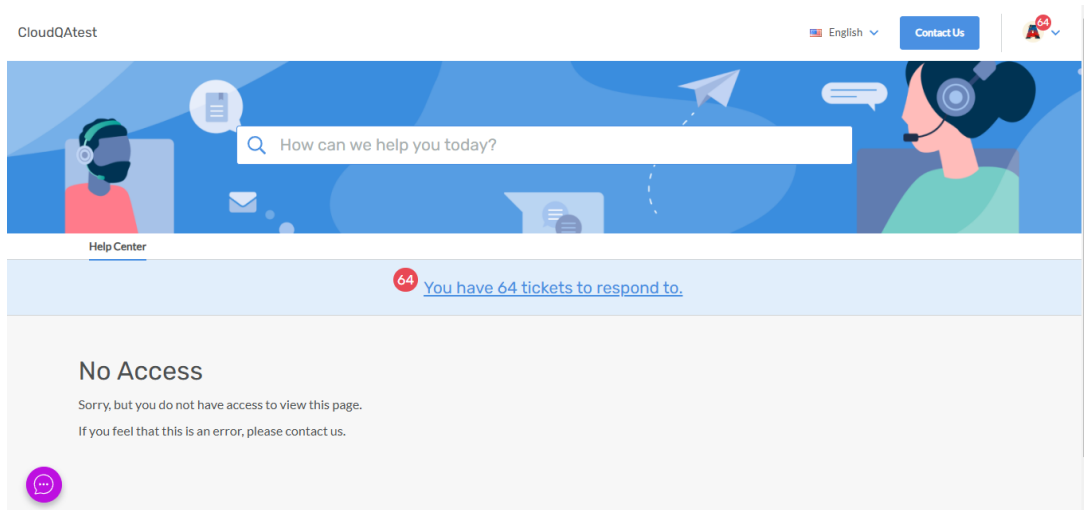 CloudQAtest
English
Contact Us
64
How can we help you today?
Help Center
64
You have 64 tickets to respond to.
No Access
Sorry, but you do not have access to view this page.
If you feel that this is an error, please contact us.